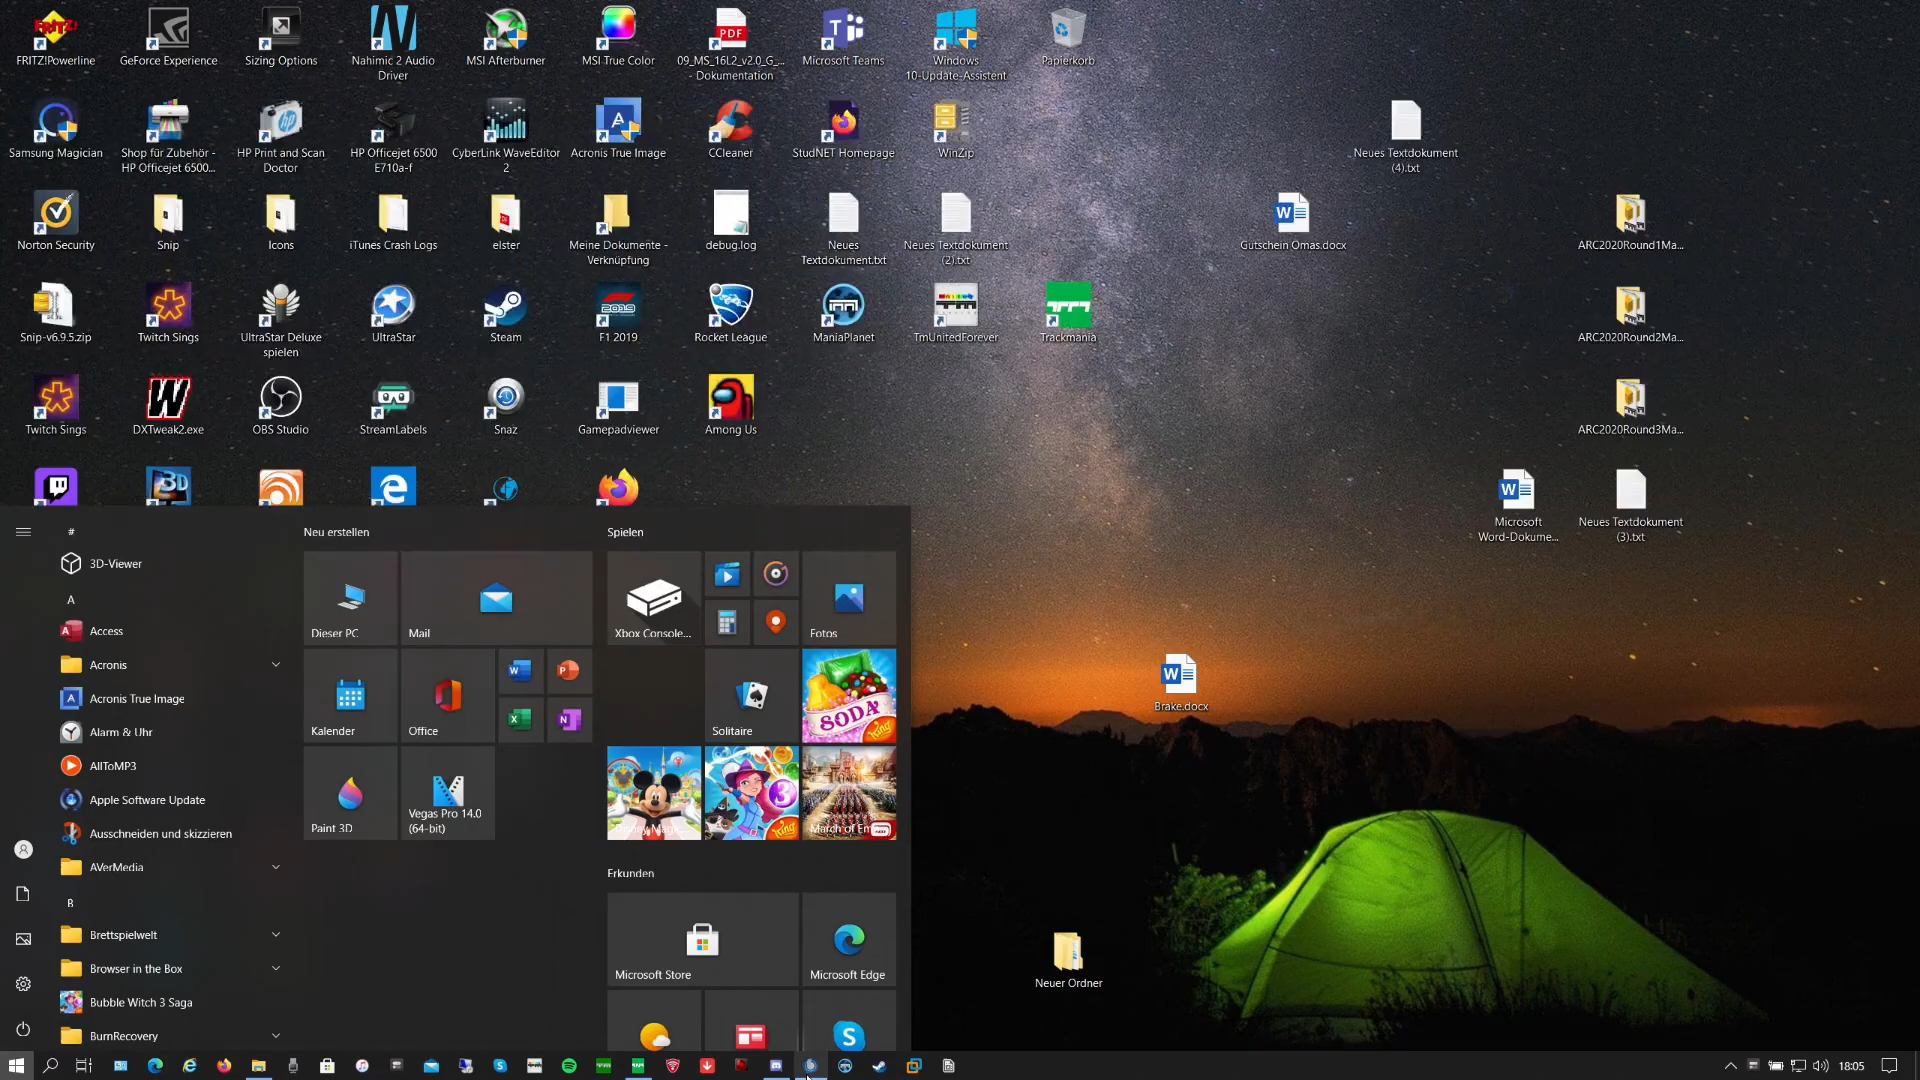 FRITZ!Powerline
GeForce Experience
Sizing Options
Nahimic 2 Audio
Driver
MSI Afterburner
MSI True Color
09_MS_16L2_v2.0_G_...
- Dokumentation
Microsoft Teams
Windows
10-Update-Assistent
Papierkorb
Samsung Magician
Shop für Zubehör -
HP Officejet 6500...
HP Print and Scan
Doctor
HP Officejet 6500
E710a-f
CyberLink WaveEditor
2
Acronis True Image
CCleaner
StudNET Homepage
WinZip
Neues Textdokument
(4).txt
Norton Security
Snip
Icons
iTunes Crash Logs
elster
Meine Dokumente -
Verknüpfung
debug.log
Neues
Textdokument.txt
Neues Textdokument
(2).txt
Gutschein Omas.docx
ARC2020Round1Ma...
Snip-v6.9.5.zip
Twitch Sings
UltraStar Deluxe
spielen
UltraStar
Steam
F1 2019
Rocket League
ManiaPlanet
TmUnitedForever
Trackmania
ARC2020Round2Ma...
Twitch Sings
DXTweak2.exe
OBS Studio
StreamLabels
Snaz
Gamepadviewer
Among Us
ARC2020Round3Ma...
Microsoft
Word-Dokume...
Neues Textdokument
(3).txt
Brake.docx
Neuer Ordner
#
3D-Viewer
A
Access
Acronis
Acronis True Image
Alarm & Uhr
AllToMP3
Apple Software Update
Ausschneiden und skizzieren
AVerMedia
B
Brettspielwelt
Browser in the Box
Bubble Witch 3 Saga
BurnRecovery
Neu erstellen
Dieser PC
Mail
Kalender
Office
Paint 3D
Vegas Pro 14.0
(64-bit)
Spielen
Xbox Console...
Fotos
Solitaire
SODA
King
King
March of Em...
Erkunden
Microsoft Store
Microsoft Edge
18:05